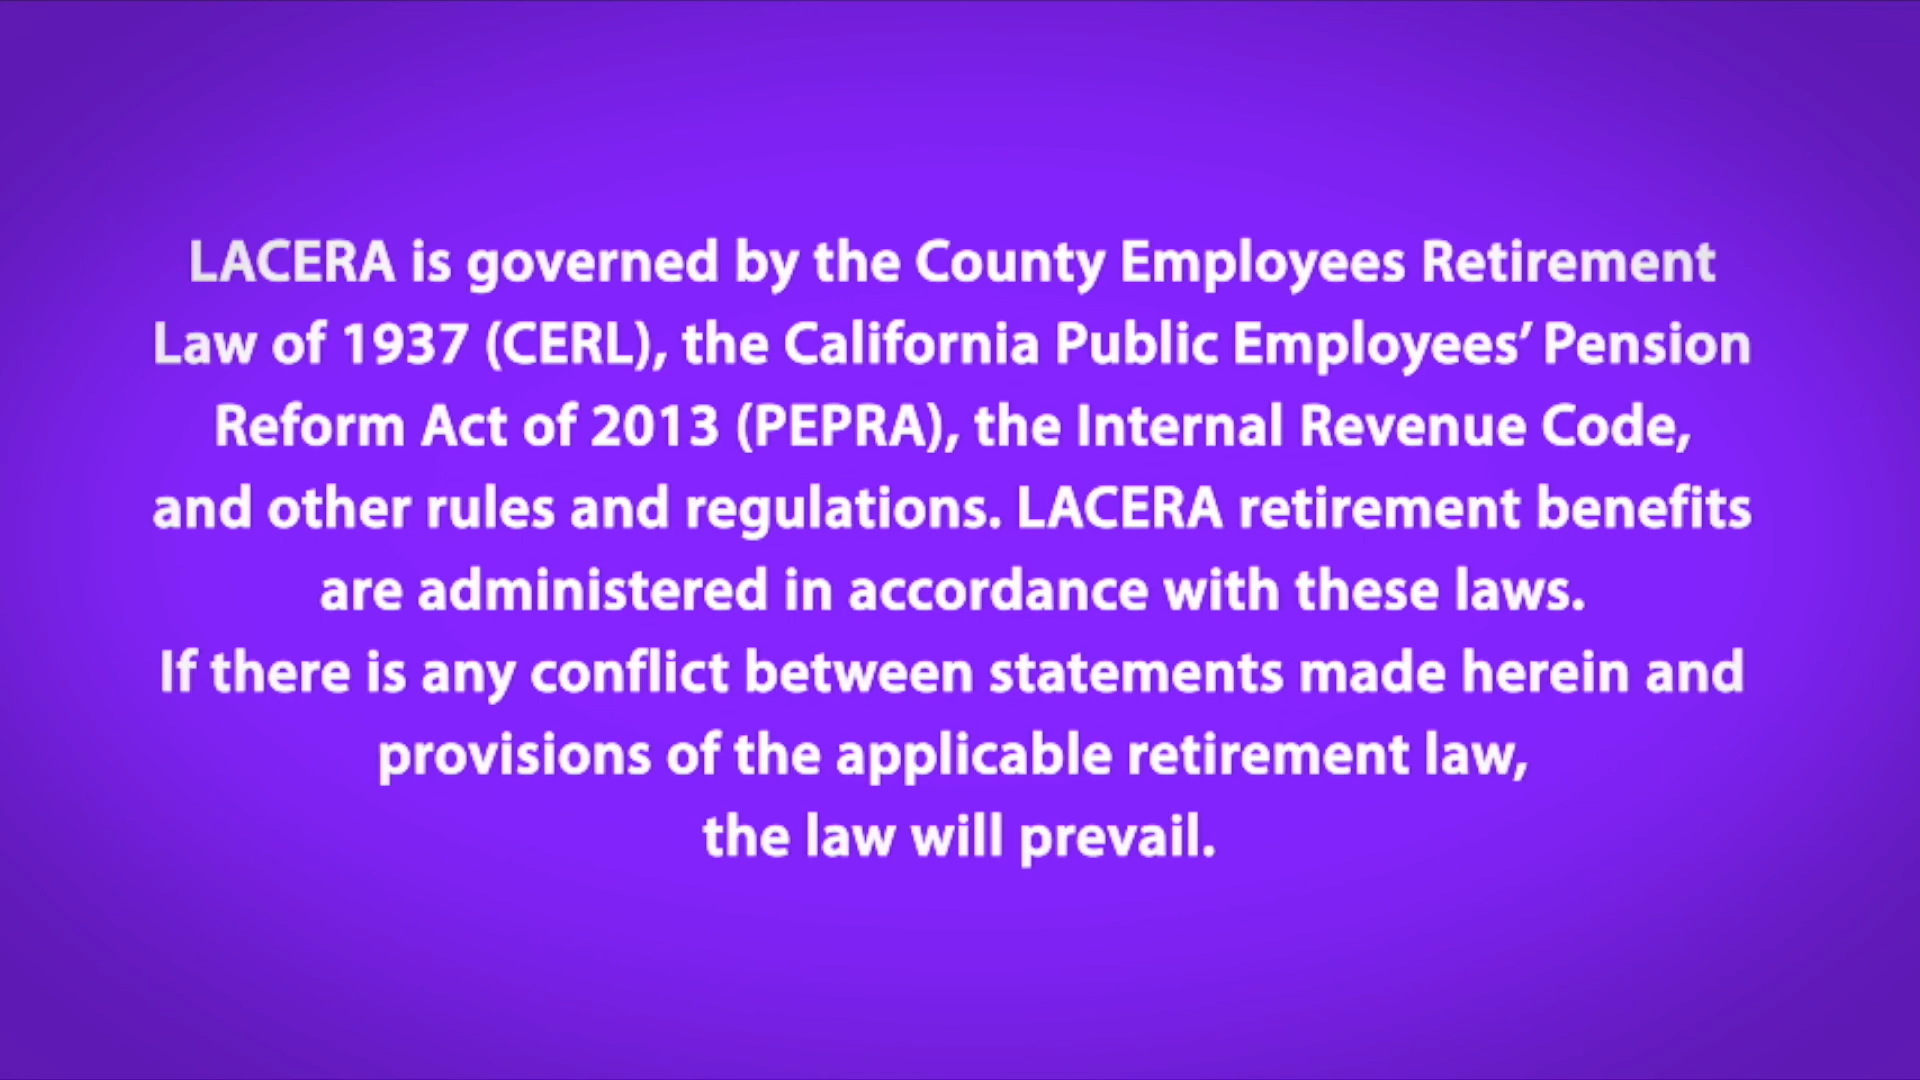 LACERA is governed by the County Employees Retirement
Law of 1937 (CERL), the California Public Employees’ Pension
Reform Act of 2013 (PEPRA), the Internal Revenue Code,
and other rules and regulations. LACERA retirement benefits
are administered in accordance with these laws.
If there is any conflict between statements made herein and
provisions of the applicable retirement law,
the law will prevail.